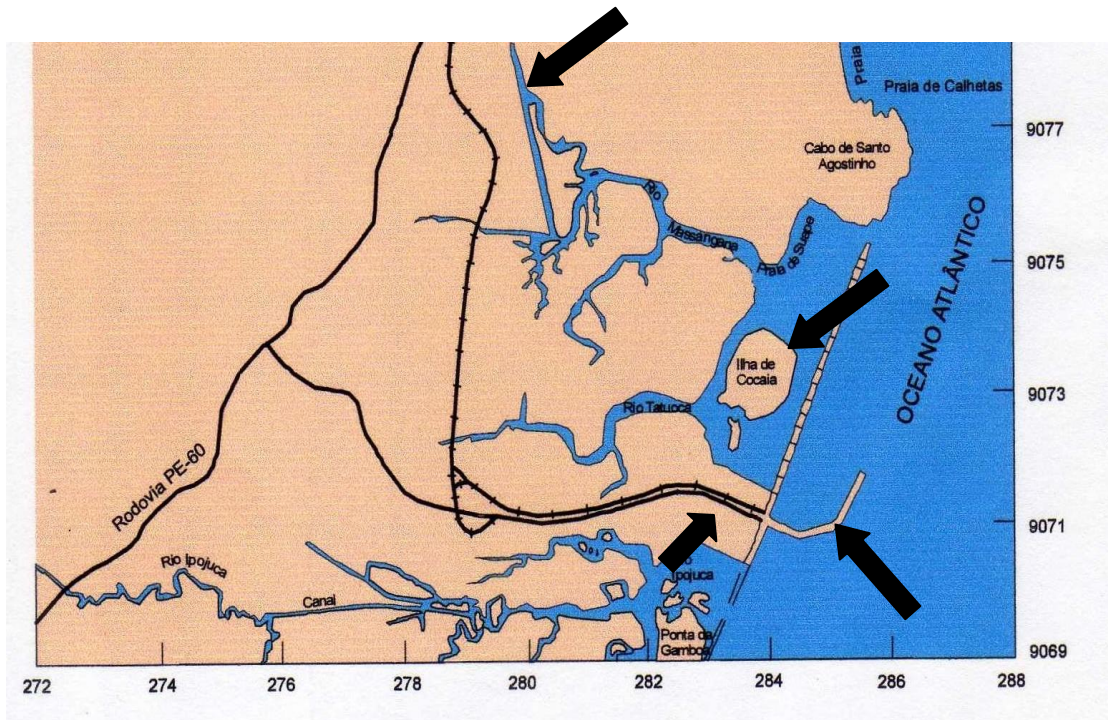 Praia
Praia de Calhetas
9077
Cabo de Santo
Agostinho
Rio
Massangana
Praia de Suape
OCEANO ATLÂNTICO
9075
Ilha de
Cocaia
9073
Rio Tatuoca
Rodovia PE-60
9071
Rio Ipojuca
Ipojuca
Canal
Ponta da
Gamboa
9069
272
274
276
278
280
282
284
286
288